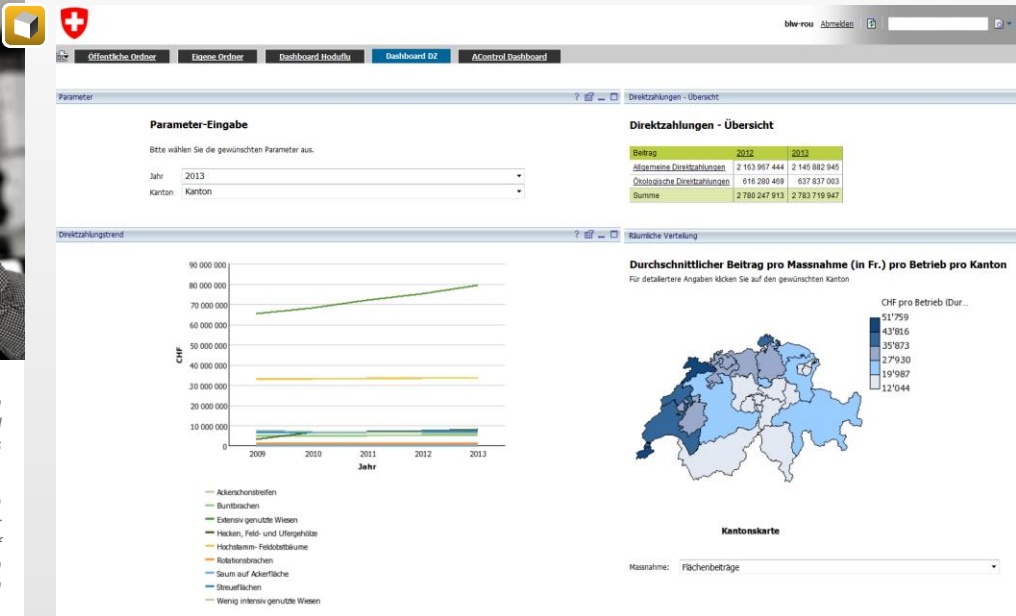 blw-rou Abmelden
Öffentliche Ordner Eigene Ordner Dashboard Hoduflu Dashboard DZ AControl Dashboard
Parameter
Parameter-Eingabe
Bitte wählen Sie die gewünschten Parameter aus.
Jahr 2013
Kanton Kanton
Direktzahlungen - Übersicht
Direktzahlungen - Übersicht
Beitrag 2012 2013
Allgemeine Direktzahlungen 2 163 967 444 2 145 882 945
Ökologische Direktzahlungen 616 280 469 637 837 003
Summe 2 780 247 913 2 783 719 947
Direktzahlungstrend
90 000 000
80 000 000
70 000 000
60 000 000
50 000 000
40 000 000
30 000 000
20 000 000
10 000 000
0
CHF
2009 2010 2011 2012 2013
Jahr
Ackerschonstreifen
Buntbrachen
Extensiv genutzte Wiesen
Hecken, Feld- und Ufergehölze
Hochstamm- Feldobstbäume
Rotationsbrachen
Saum auf Ackerfläche
Streueflächen
Wenig intensiv genutzte Wiesen
Räumliche Verteilung
Durchschnittlicher Beitrag pro Massnahme (in Fr.) pro Betrieb pro Kanton
Für detailiertere Angaben klicken Sie auf den gewünschten Kanton
CHF pro Betrieb (Dur...
51'759
43'816
35'873
27'930
19'987
12'044
Kantonskarte
Massnahme: Flächenbeiträge